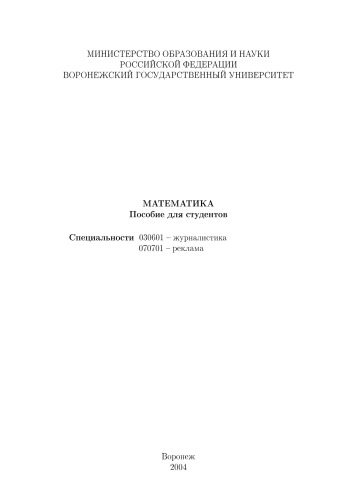 МИНИСТЕРСТВО ОБРАЗОВАНИЯ И НАУКИ
РОССИЙСКОЙ ФЕДЕРАЦИИ
ВОРОНЕЖСКИЙ ГОСУДАРСТВЕННЫЙ УНИВЕРСИТЕТ
МАТЕМАТИКА
Пособие для студентов
Специальности 030601 – журналистика
070701 – реклама
Воронеж
2004